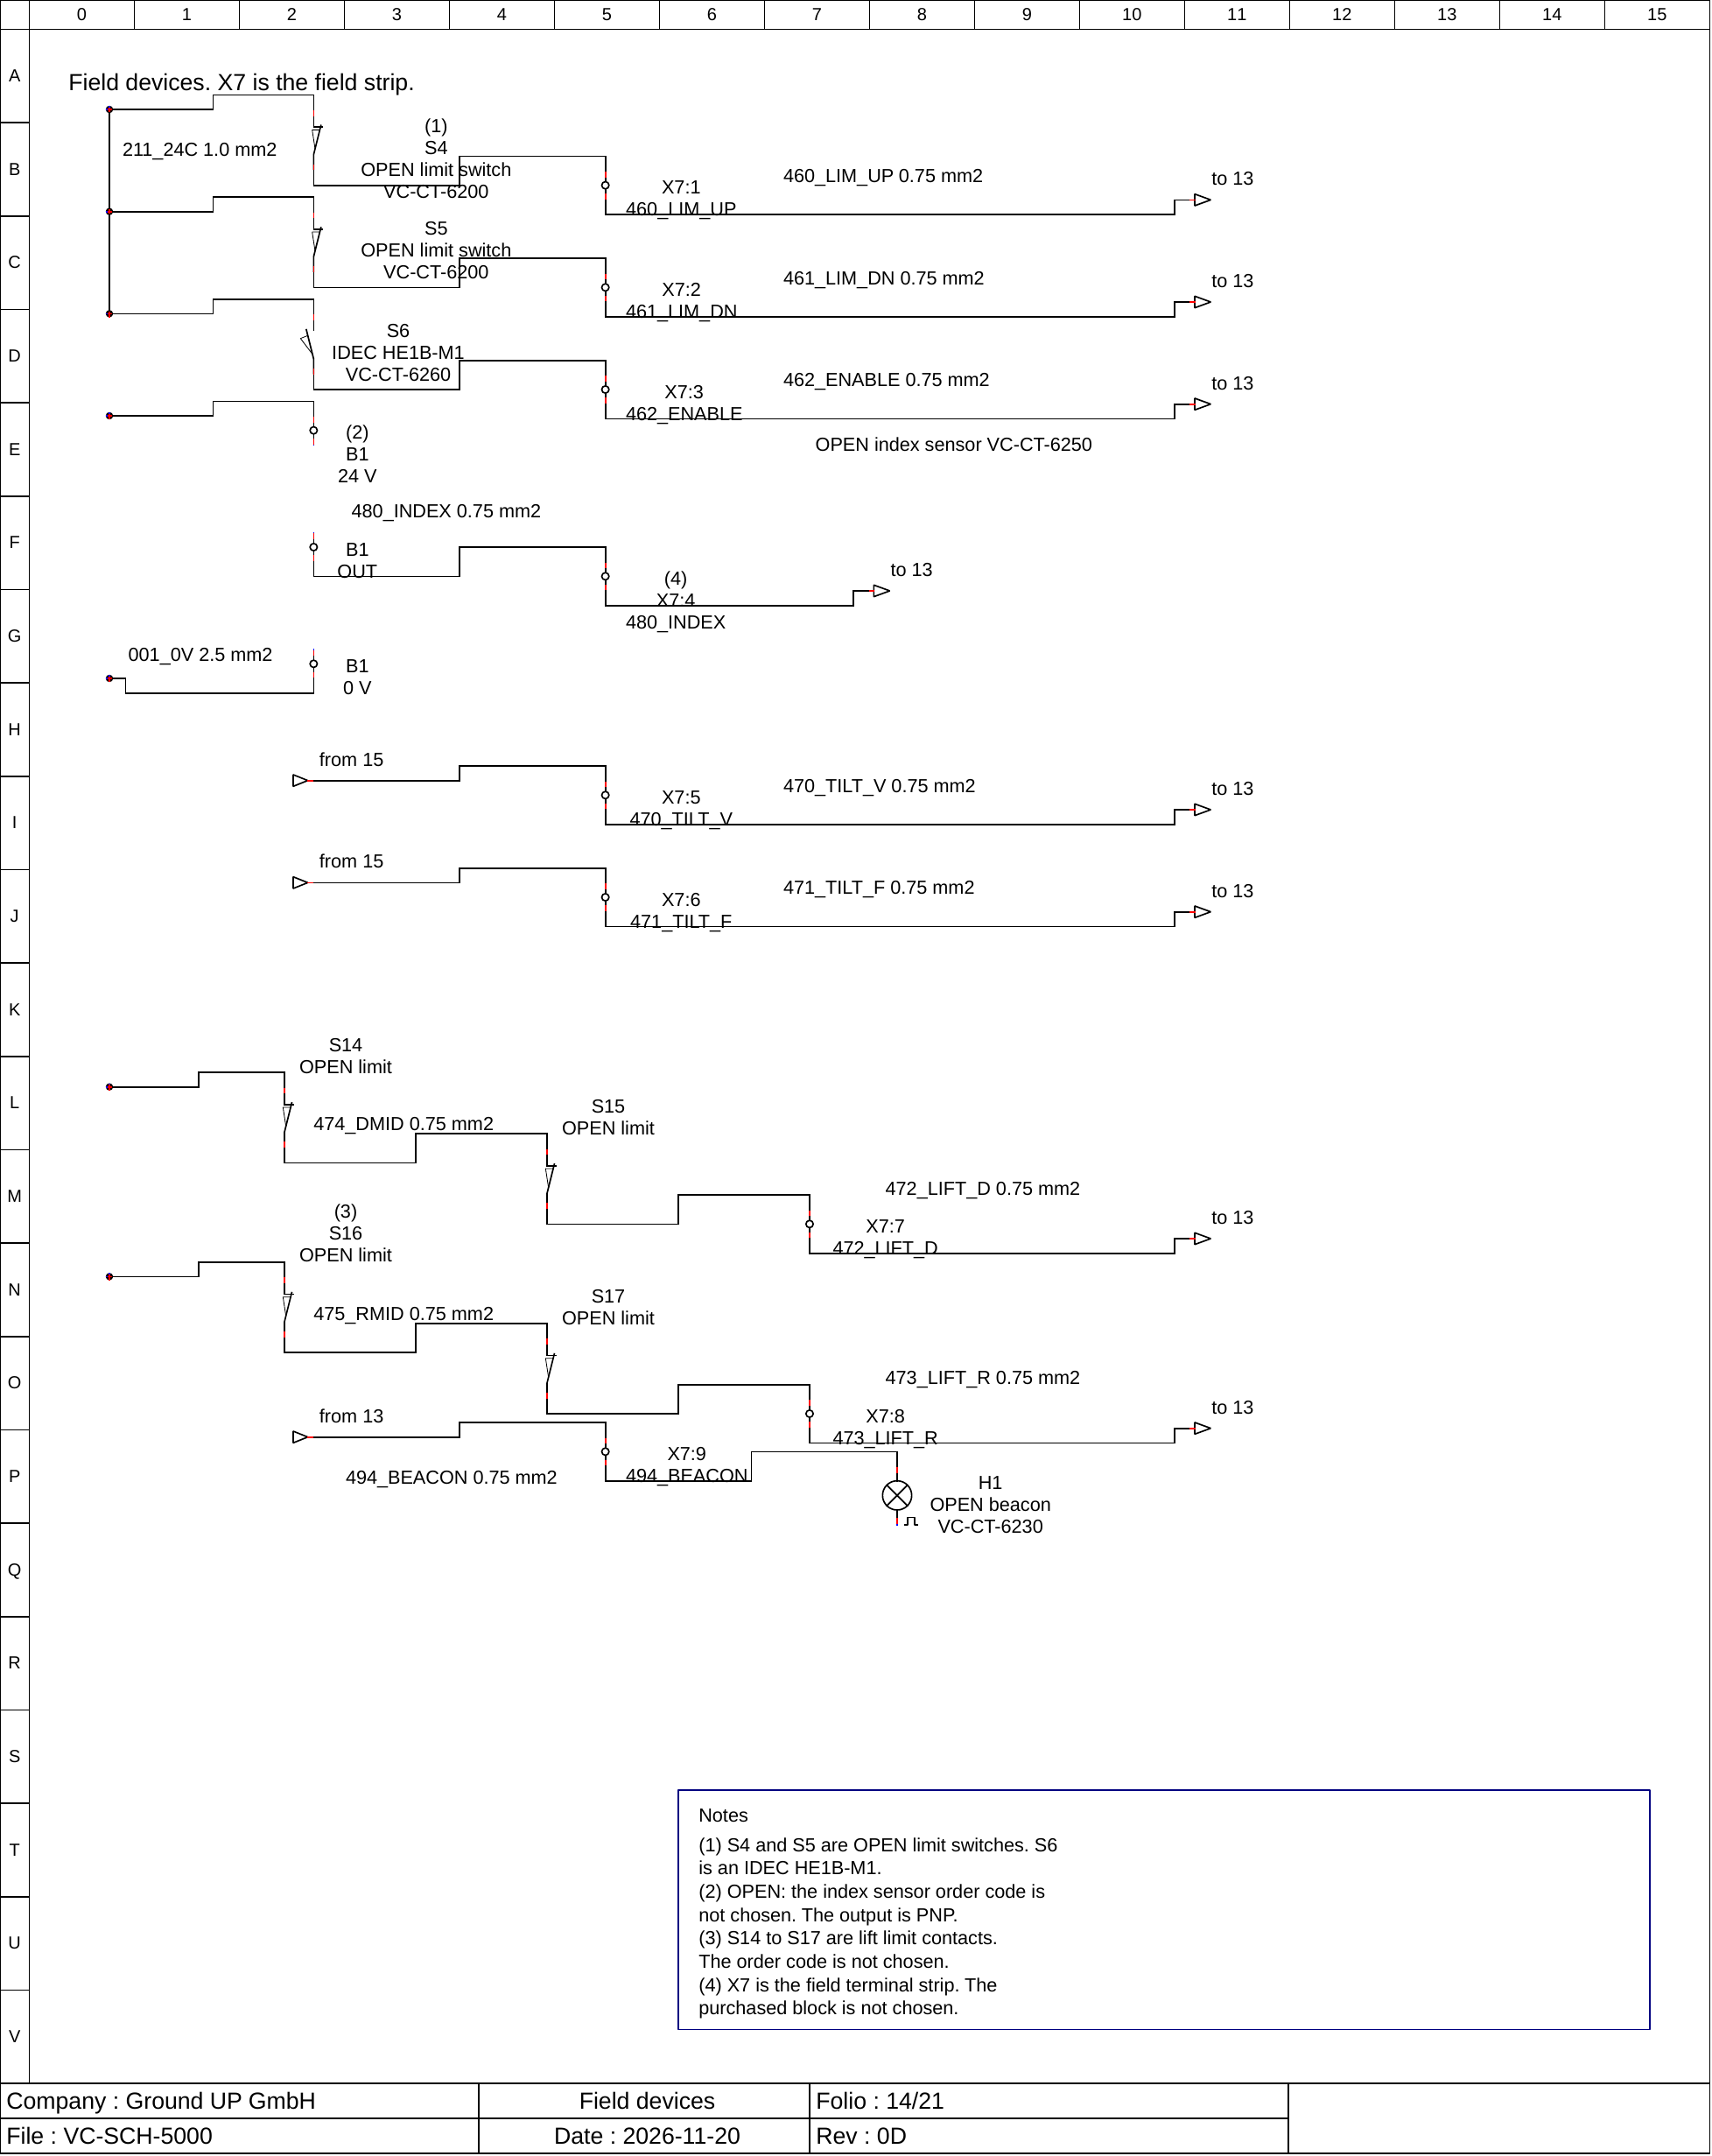 0 1 2 3 4 5 6 7 8 9 10 11 12 13 14 15
A
B
C
D
E
F
G
H
I
J
K
L
M
N
O
P
Q
R
S
T
U
V
Field devices. X7 is the field strip.
211_24C 1.0 mm2
(1)
S4
OPEN limit switch
VC-CT-6200
X7:1
460_LIM_UP
460_LIM_UP 0.75 mm2
to 13
S5
OPEN limit switch
VC-CT-6200
X7:2
461_LIM_DN
461_LIM_DN 0.75 mm2
to 13
S6
IDEC HE1B-M1
VC-CT-6260
X7:3
462_ENABLE
462_ENABLE 0.75 mm2
to 13
(2)
B1
24 V
OPEN index sensor VC-CT-6250
480_INDEX 0.75 mm2
B1
OUT
(4)
X7:4
480_INDEX
to 13
001_0V 2.5 mm2
B1
0 V
from 15
X7:5
470_TILT_V
470_TILT_V 0.75 mm2
to 13
from 15
X7:6
471_TILT_F
471_TILT_F 0.75 mm2
to 13
S14
OPEN limit
474_DMID 0.75 mm2
S15
OPEN limit
472_LIFT_D 0.75 mm2
X7:7
472_LIFT_D
to 13
(3)
S16
OPEN limit
475_RMID 0.75 mm2
S17
OPEN limit
473_LIFT_R 0.75 mm2
X7:8
473_LIFT_R
to 13
from 13
494_BEACON 0.75 mm2
X7:9
494_BEACON
H1
OPEN beacon
VC-CT-6230
Notes
(1) S4 and S5 are OPEN limit switches. S6
is an IDEC HE1B-M1.
(2) OPEN: the index sensor order code is
not chosen. The output is PNP.
(3) S14 to S17 are lift limit contacts.
The order code is not chosen.
(4) X7 is the field terminal strip. The
purchased block is not chosen.
Company : Ground UP GmbH
Field devices
Folio : 14/21
File : VC-SCH-5000
Date : 2026-11-20
Rev : 0D